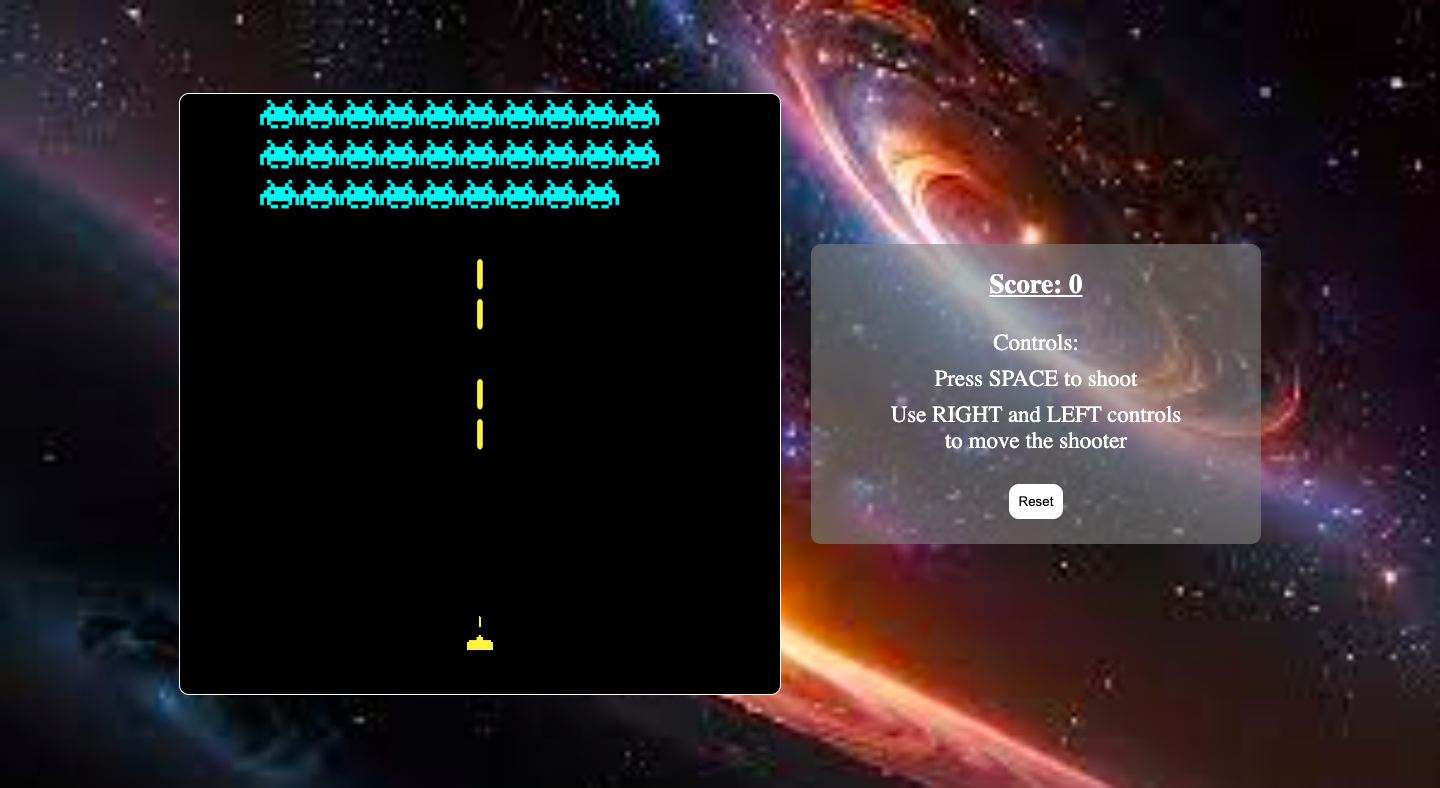 Score: 0
Controls:
Press SPACE to shoot
Use RIGHT and LEFT controls
to move the shooter
Reset